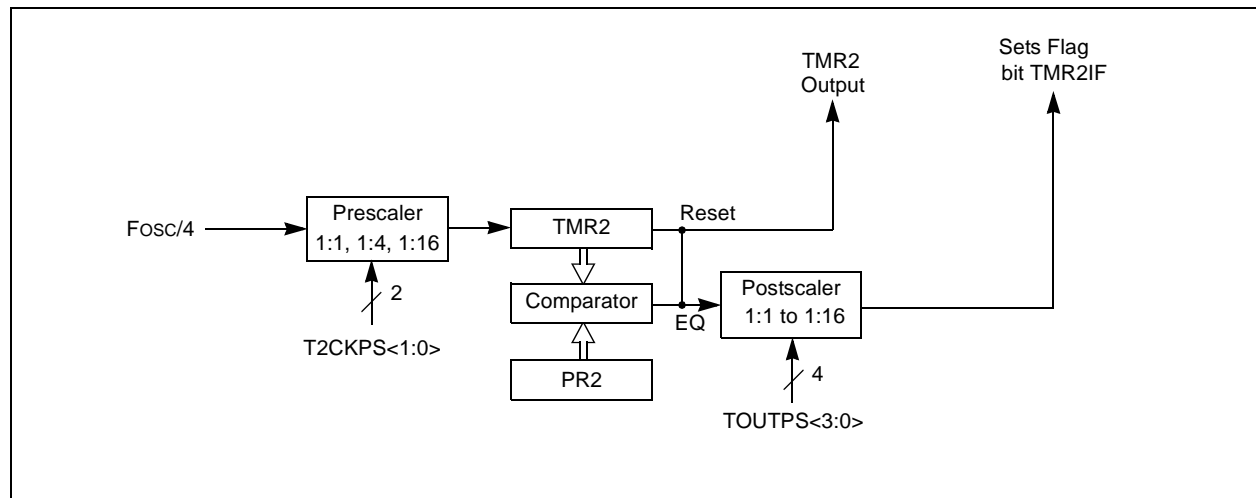 TMR2
Output
Sets Flag
bit TMR2IF
Fosc/4
Prescaler
1:1, 1:4, 1:16
2
T2CKPS<1:0>
TMR2
Reset
Comparator
EQ
PR2
Postscaler
1:1 to 1:16
4
TOUTPS<3:0>